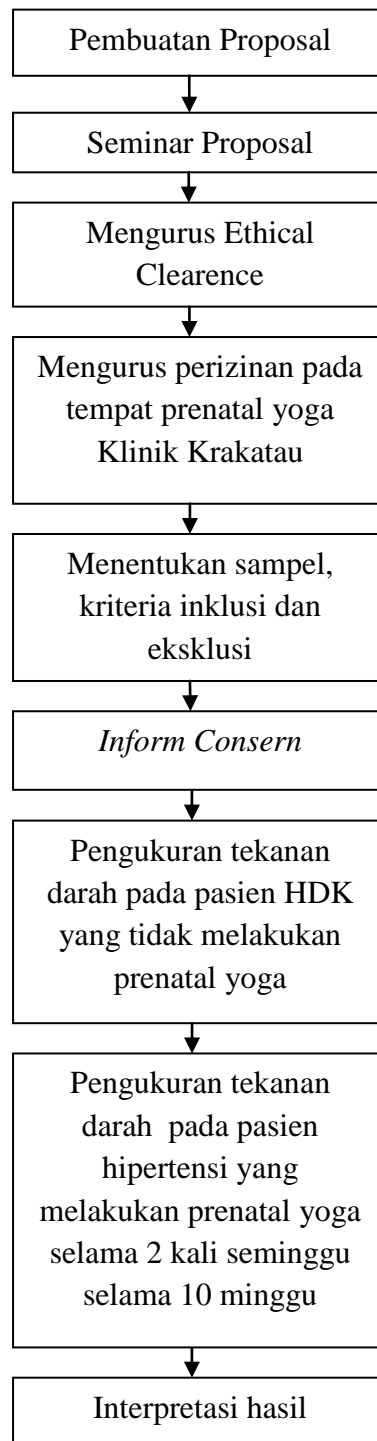 Pembuatan Proposal
Seminar Proposal
Mengurus Ethical
Clearence
Mengurus perizinan pada
tempat prenatal yoga
Klinik Krakatau
Menentukan sampel,
kriteria inklusi dan
eksklusi
Inform Consern
Pengukuran tekanan
darah pada pasien HDK
yang tidak melakukan
prenatal yoga
Pengukuran tekanan
darah pada pasien
hipertensi yang
melakukan prenatal yoga
selama 2 kali seminggu
selama 10 minggu
Interpretasi hasil